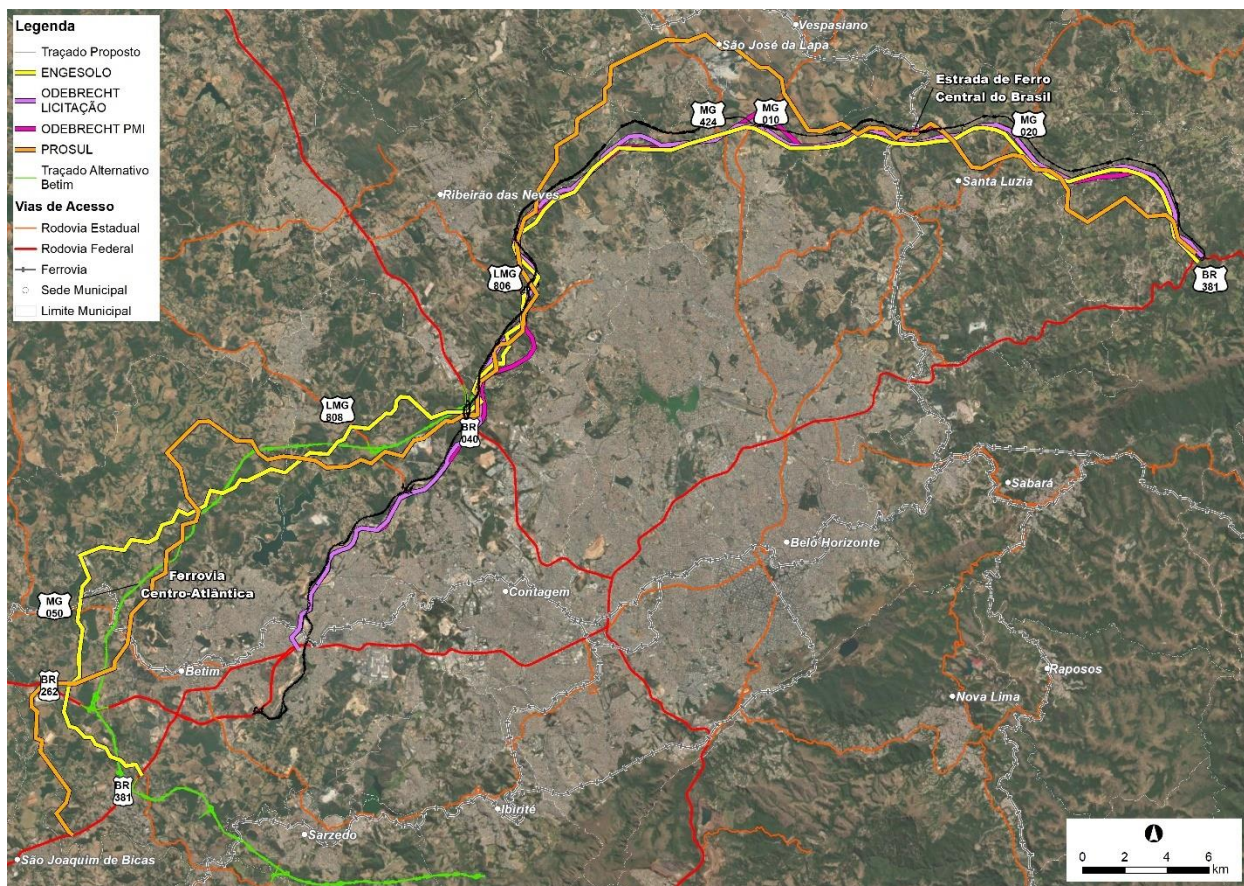 Legenda
Traçado Proposto
ENGESOLO
ODEBRECHT
LICITAÇÃO
ODEBRECHT PMI
PROSUL
Traçado Alternativo
Betim
Vias de Acesso
Rodovia Estadual
Rodovia Federal
Ferrovia
Sede Municipal
Limite Municipal
Vespasiano
São José da Lapa
Estrada de Ferro
Central do Brasil
MG
424
MG
010
MG
020
Ribeirão das Neves
Santa Luzia
LMG
806
BR
381
LMG
808
BR
040
Sabará
Belo Horizonte
Ferrovia
Centro-Atlântica
MG
050
Contagem
Betim
BR
262
Raposos
Nova Lima
BR
381
Ibirité
Sarzedo
São Joaquim de Bicas
0 2 4 6
km